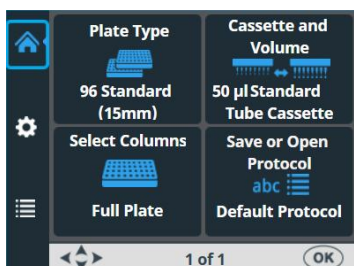 Plate Type
96 Standard
(15mm)
Cassette and
Volume
50 µl Standard
Tube Cassette
Select Columns
Full Plate
Save or Open
Protocol
abc
Default Protocol
1 of 1
OK